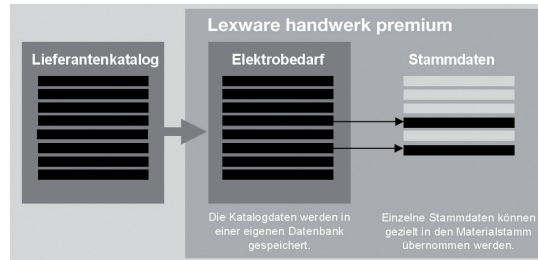 Lexware handwerk premium
Lieferantenkatalog
Elektrobedarf
Stammdaten
Die Katalogdaten werden in
einer eigenen Datenbank
gespeichert.
Einzelne Stammdaten können
gezielt in den Materialstamm
übernommen werden.